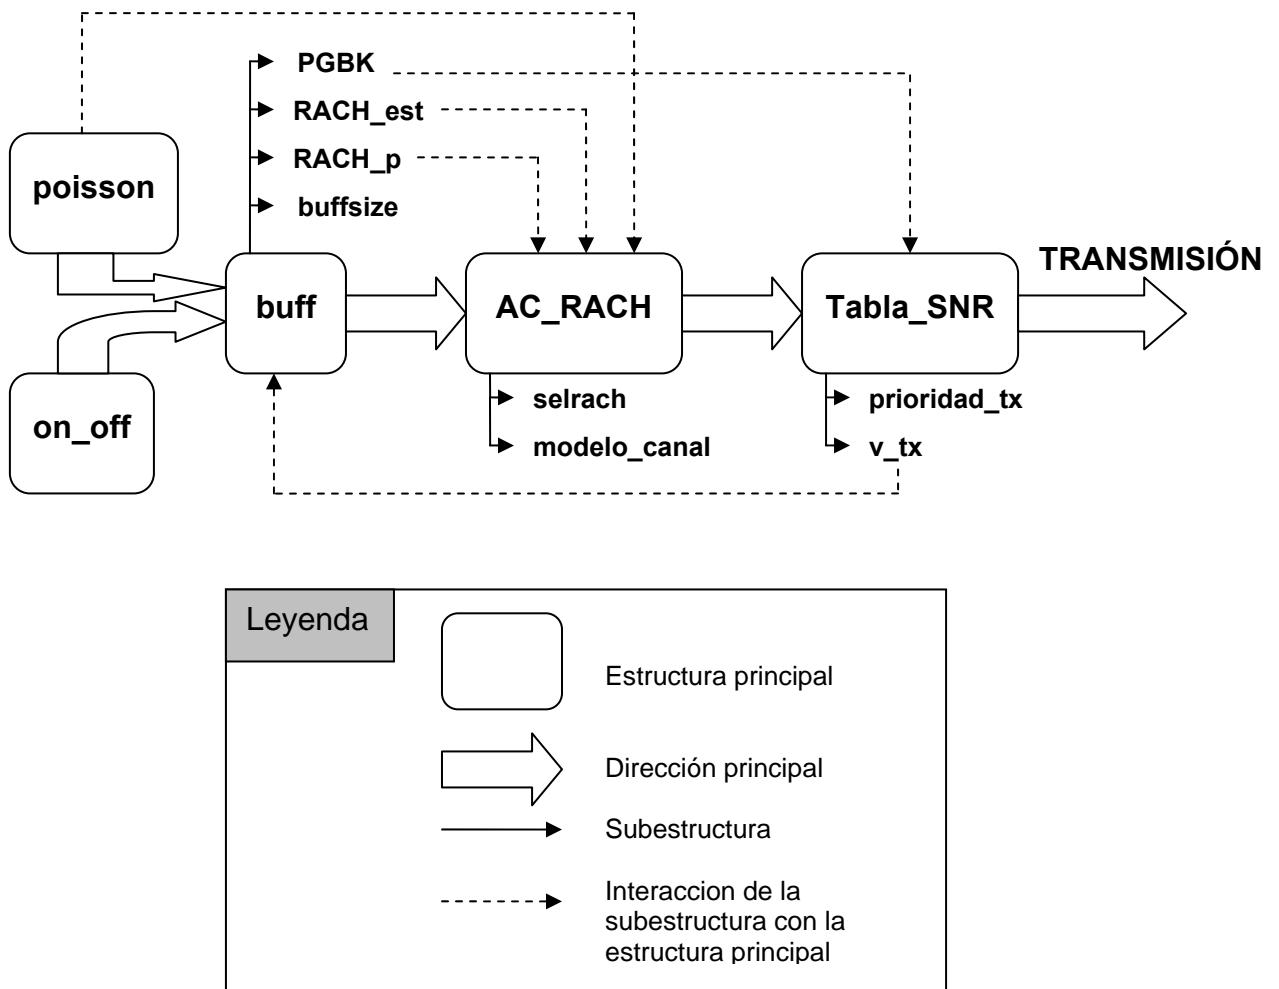 PGBK
RACH_est
RACH_p
buffsize
poisson
on_off
buff
AC_RACH
Tabla_SNR
TRANSMISIÓN
selrach
modelo_canal
prioridad_tx
v_tx
Leyenda
Estructura principal
Dirección principal
Subestructura
Interaccion de la
subestructura con la
estructura principal